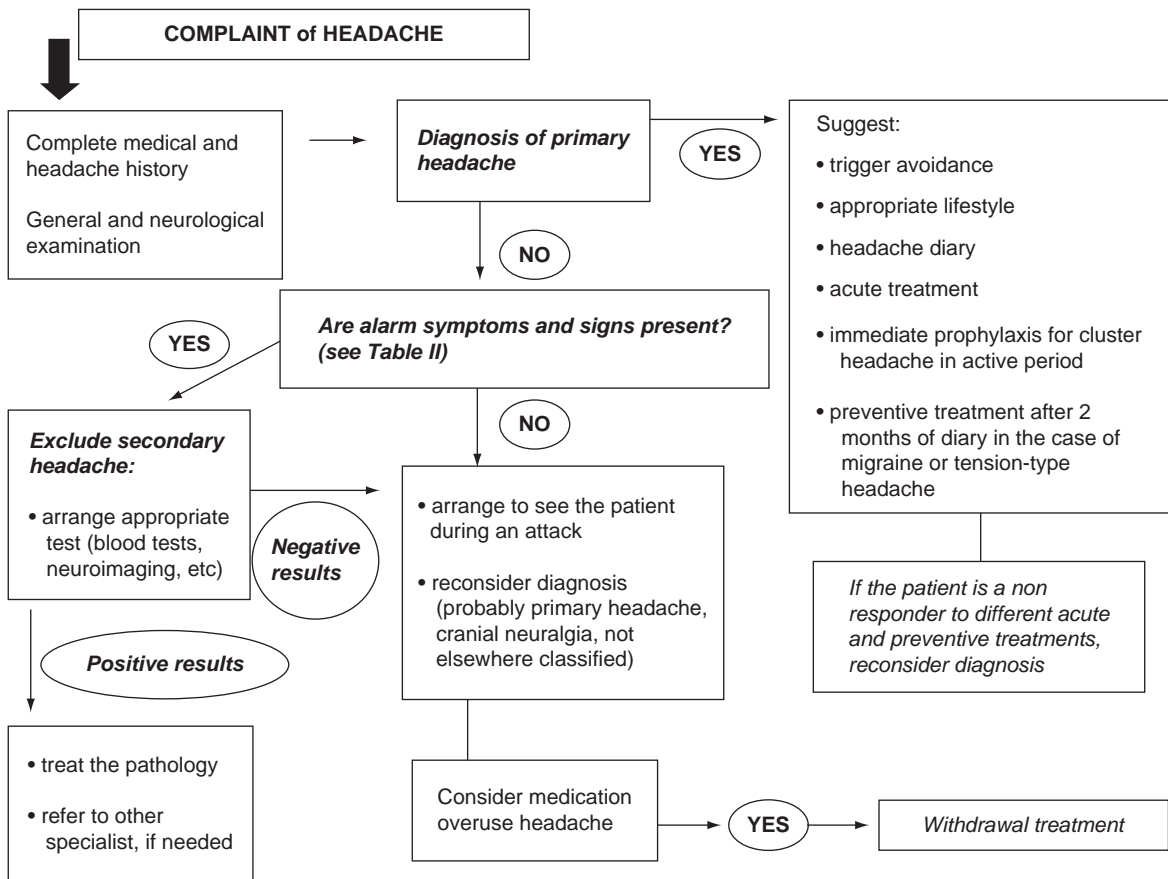 COMPLAINT of HEADACHE
Complete medical and
headache history
General and neurological
examination
Diagnosis of primary
headache
YES
Suggest:
• trigger avoidance
• appropriate lifestyle
• headache diary
• acute treatment
• immediate prophylaxis for cluster
headache in active period
• preventive treatment after 2
months of diary in the case of
migraine or tension-type
headache
NO
Are alarm symptoms and signs present?
(see Table II)
YES
NO
Exclude secondary
headache:
• arrange appropriate
test (blood tests,
neuroimaging, etc)
Negative
results
• arrange to see the patient
during an attack
• reconsider diagnosis
(probably primary headache,
cranial neuralgia, not
elsewhere classified)
If the patient is a non
responder to different acute
and preventive treatments,
reconsider diagnosis
Positive results
• treat the pathology
• refer to other
specialist, if needed
Consider medication
overuse headache
YES
Withdrawal treatment